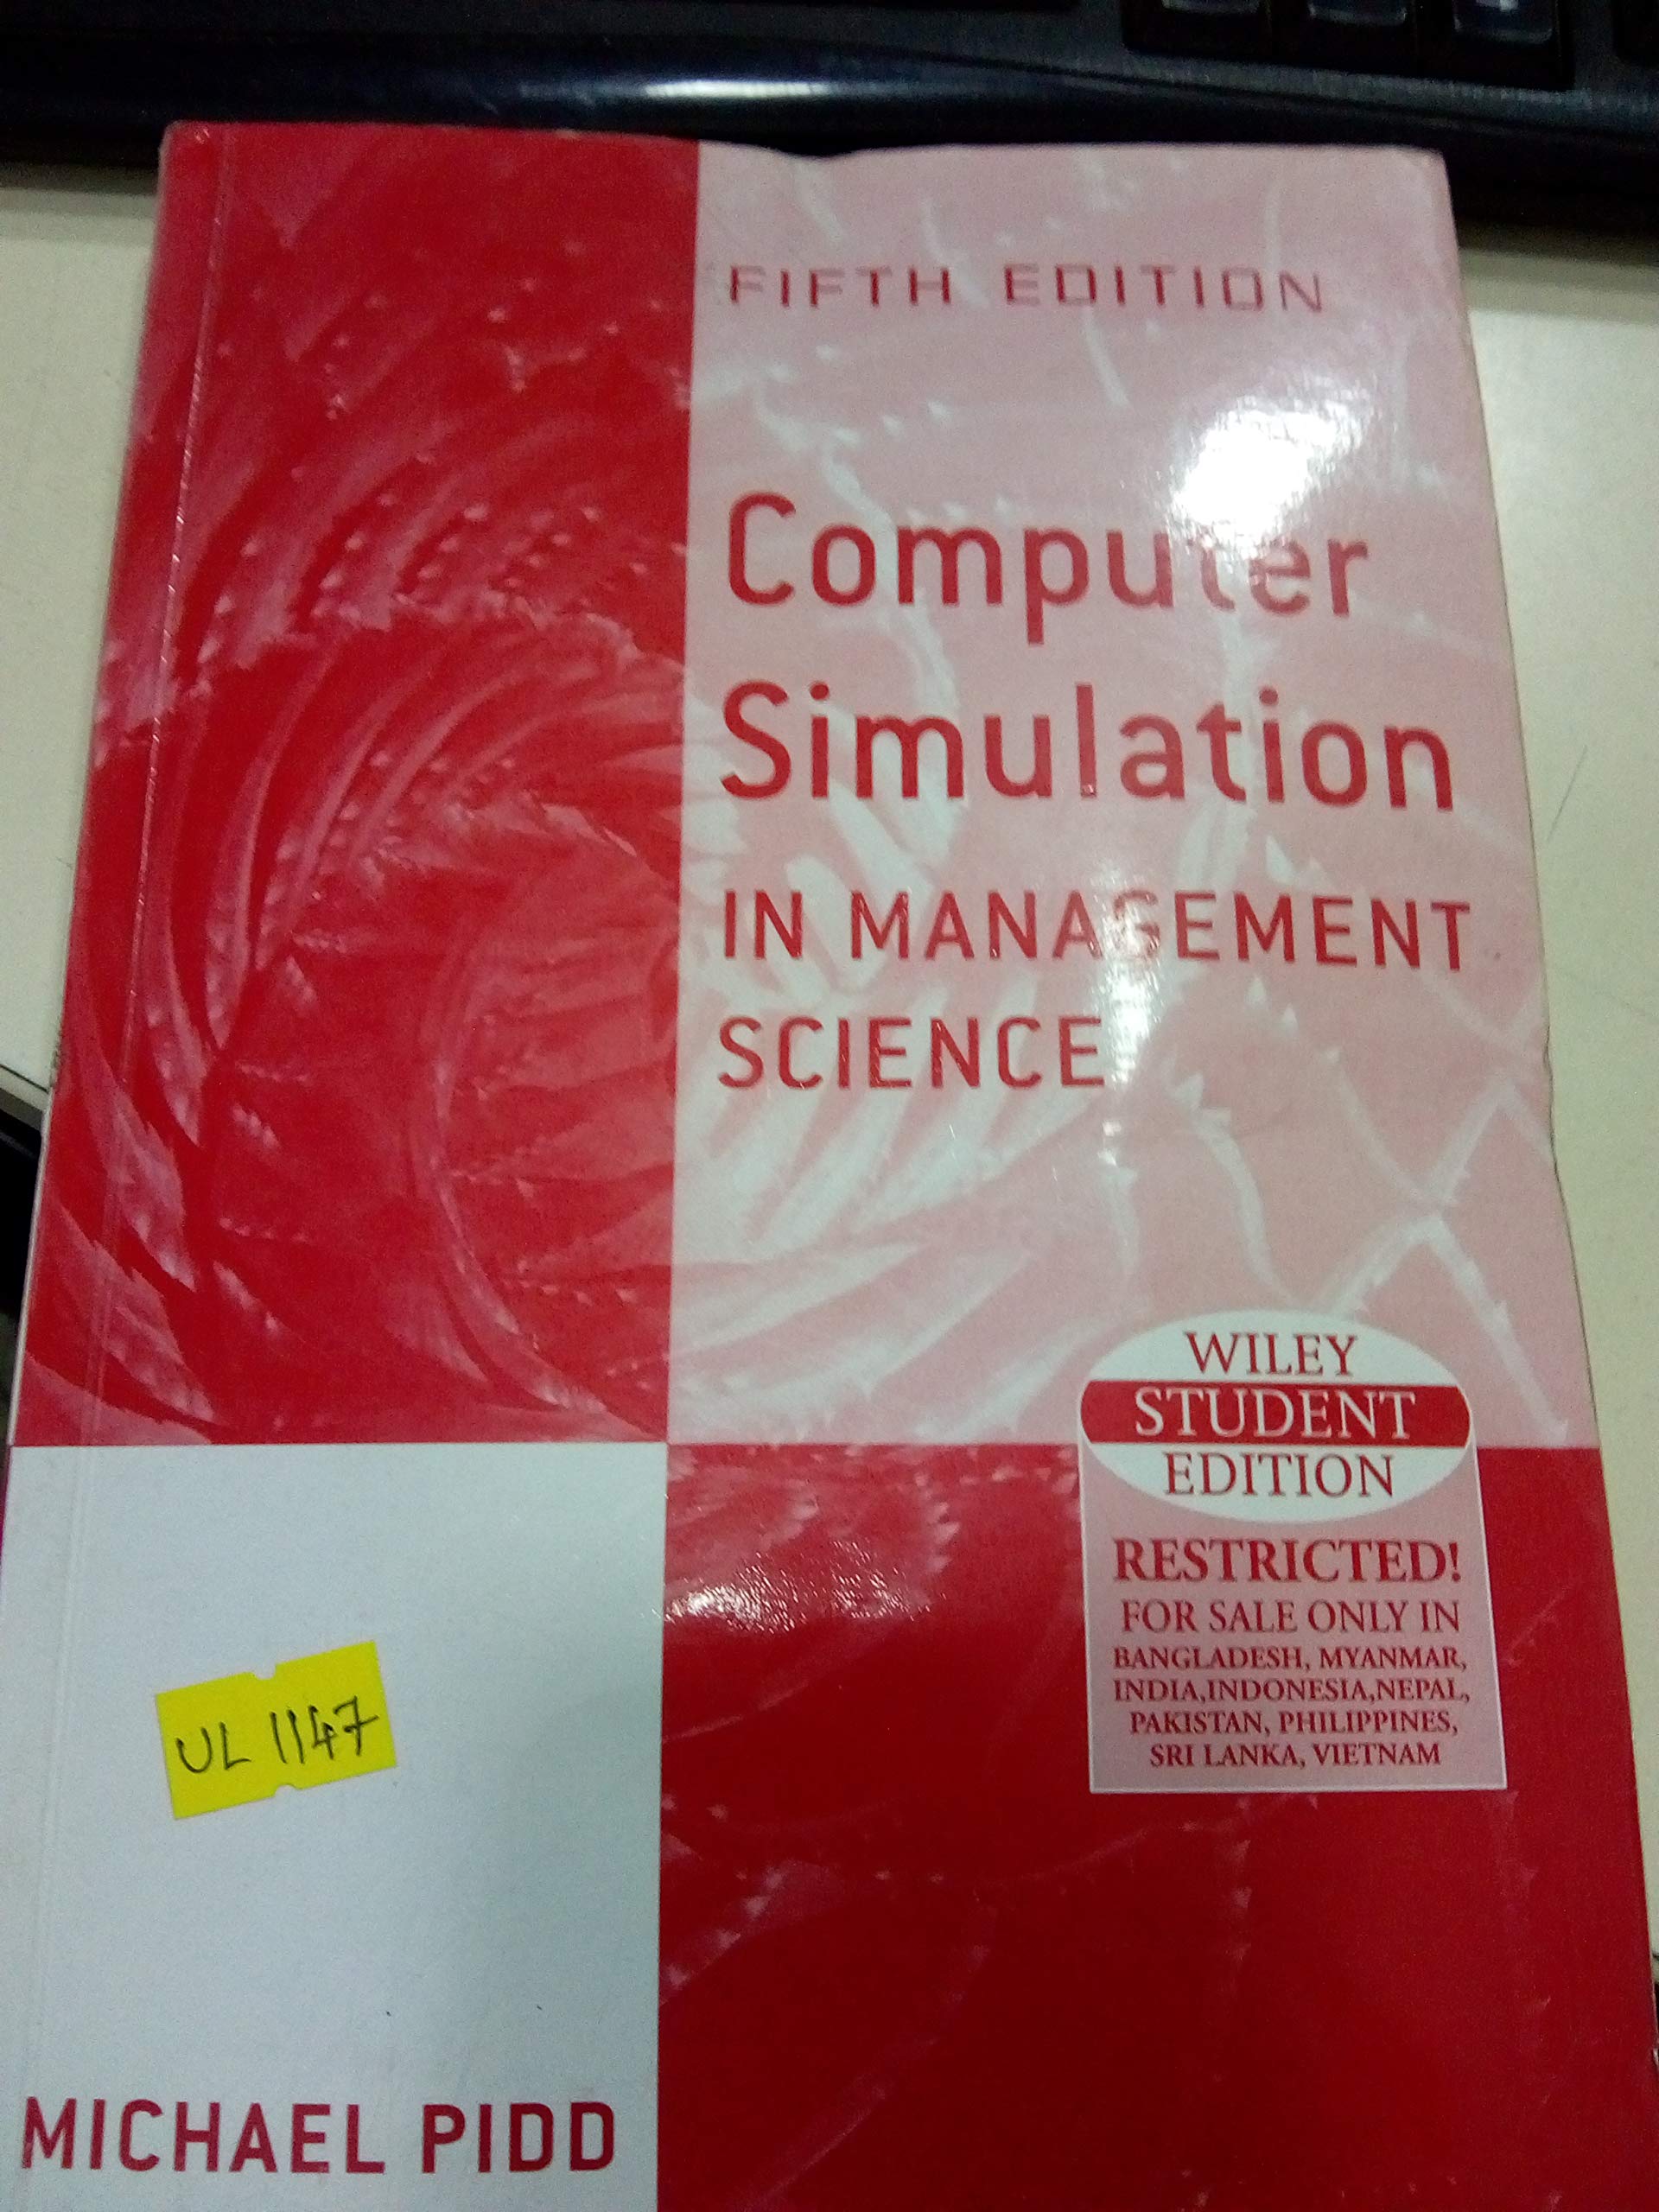 FIFTH EDITION
Computer
Simulation
IN MANAGEMENT
SCIENCE
WILEY
STUDENT
EDITION
RESTRICTED!
FOR SALE ONLY IN
BANGLADESH, MYANMAR,
INDIA,INDONESIA,NEPAL,
PAKISTAN, PHILIPPINES,
SRI LANKA, VIETNAM
UL 1147
MICHAEL PIDD